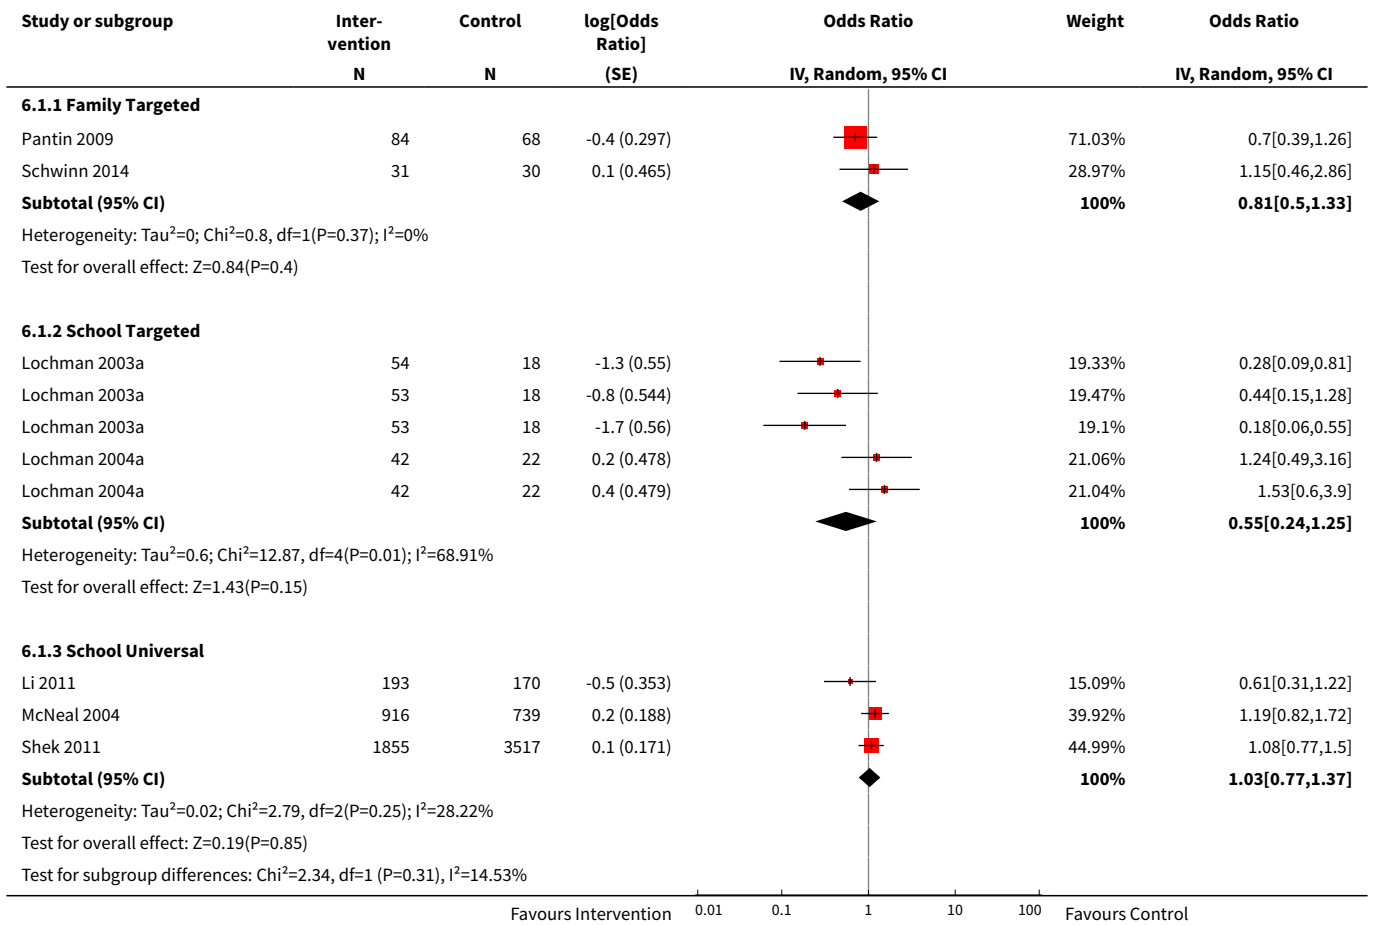 Study or subgroup Inter-vention Control log[Odds Ratio] Odds Ratio Weight Odds Ratio
N N (SE) IV, Random, 95% CI IV, Random, 95% CI
6.1.1 Family Targeted
Pantin 2009 84 68 -0.4 (0.297) 71.03% 0.7[0.39,1.26]
Schwinn 2014 31 30 0.1 (0.465) 28.97% 1.15[0.46,2.86]
Subtotal (95% CI) 100% 0.81[0.5,1.33]
Heterogeneity: Tau²=0; Chi²=0.8, df=1(P=0.37); I²=0%
Test for overall effect: Z=0.84(P=0.4)
6.1.2 School Targeted
Lochman 2003a 54 18 -1.3 (0.55) 19.33% 0.28[0.09,0.81]
Lochman 2003a 53 18 -0.8 (0.544) 19.47% 0.44[0.15,1.28]
Lochman 2003a 53 18 -1.7 (0.56) 19.1% 0.18[0.06,0.55]
Lochman 2004a 42 22 0.2 (0.478) 21.06% 1.24[0.49,3.16]
Lochman 2004a 42 22 0.4 (0.479) 21.04% 1.53[0.6,3.9]
Subtotal (95% CI) 100% 0.55[0.24,1.25]
Heterogeneity: Tau²=0.6; Chi²=12.87, df=4(P=0.01); I²=68.91%
Test for overall effect: Z=1.43(P=0.15)
6.1.3 School Universal
Li 2011 193 170 -0.5 (0.353) 15.09% 0.61[0.31,1.22]
McNeal 2004 916 739 0.2 (0.188) 39.92% 1.19[0.82,1.72]
Shek 2011 1855 3517 0.1 (0.171) 44.99% 1.08[0.77,1.5]
Subtotal (95% CI) 100% 1.03[0.77,1.37]
Heterogeneity: Tau²=0.02; Chi²=2.79, df=2(P=0.25); I²=28.22%
Test for overall effect: Z=0.19(P=0.85)
Test for subgroup differences: Chi²=2.34, df=1 (P=0.31), I²=14.53%
Favours Intervention 0.01 0.1 1 10 100 Favours Control